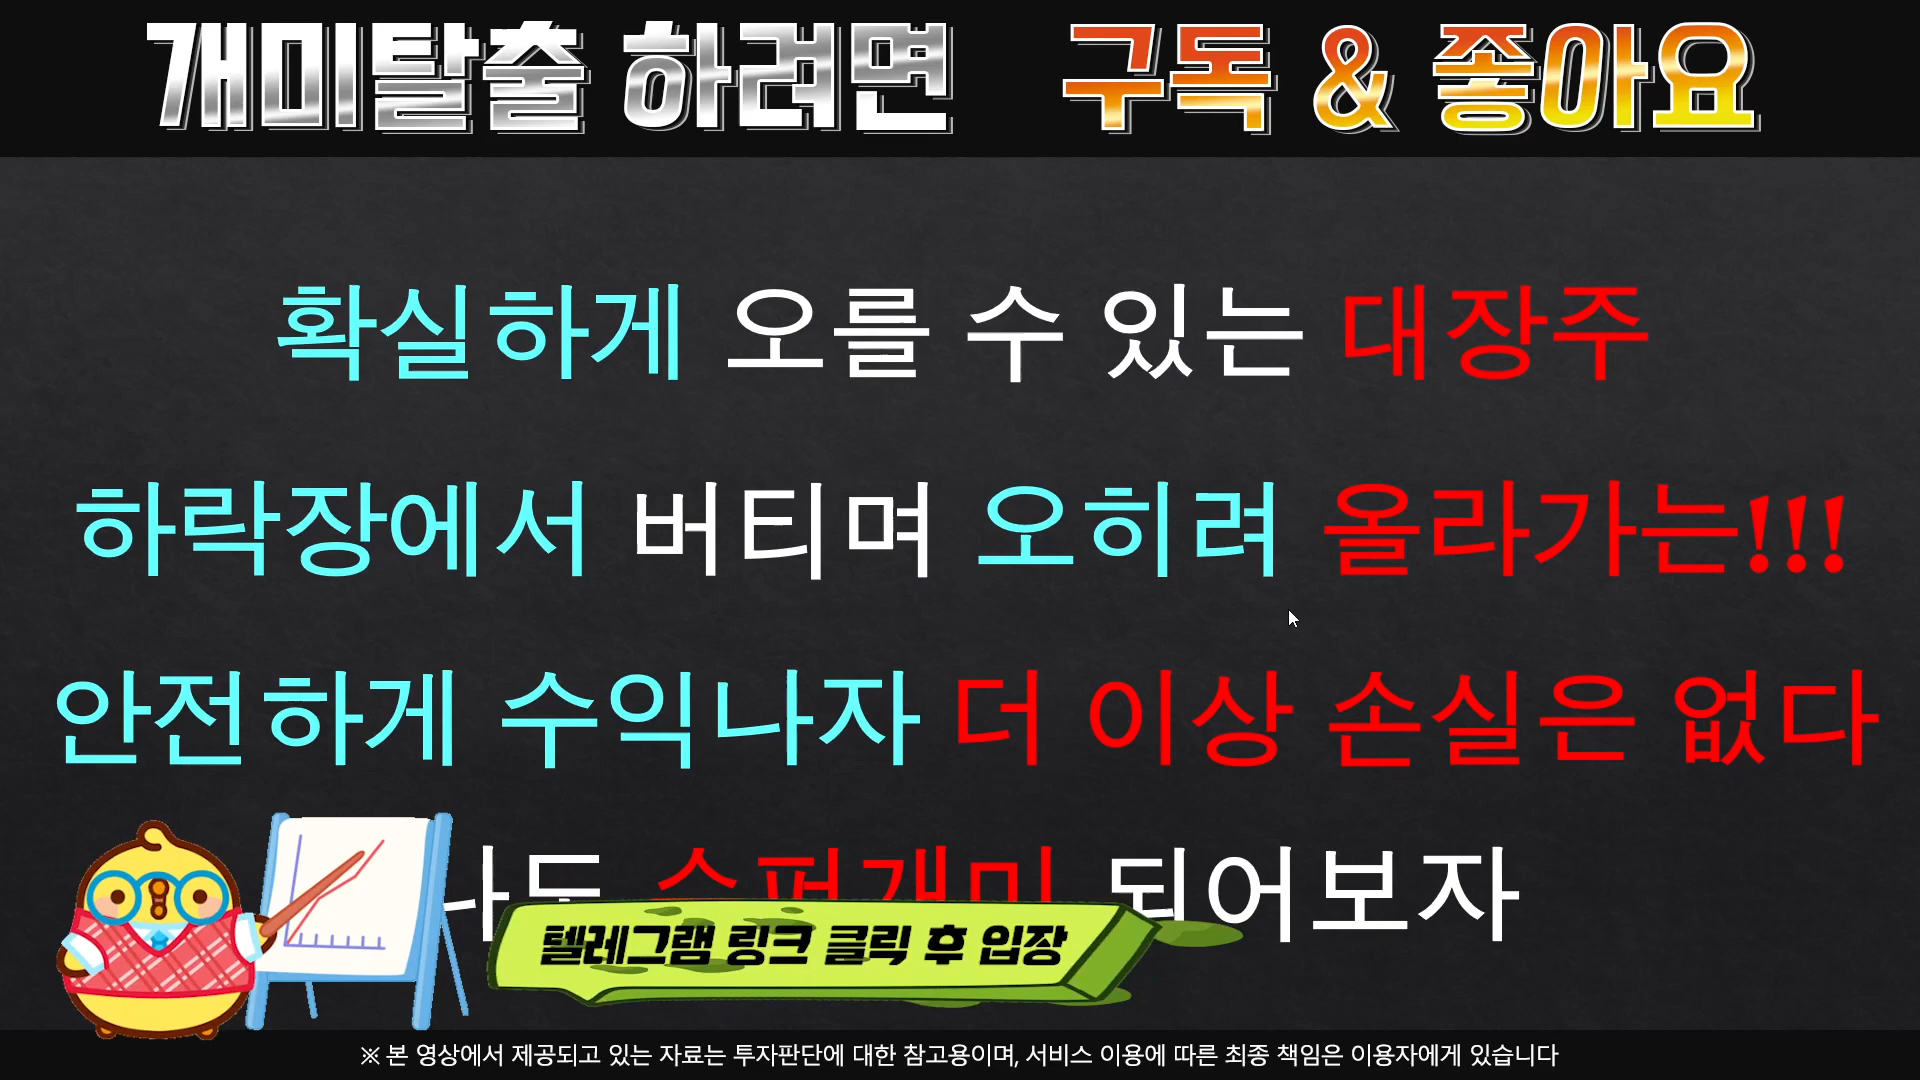 개미탈출 하려면 구독 & 좋아요
확실하게 오를 수 있는 대장주
하락장에서 버티며 오히려 올라가는!!!
안전하게 수익나자 더 이상 손실은 없다
나도 슈퍼개미 되어보자
텔레그램 링크 클릭 후 입장
※ 본 영상에서 제공되고 있는 자료는 투자판단에 대한 참고용이며, 서비스 이용에 따른 최종 책임은 이용자에게 있습니다